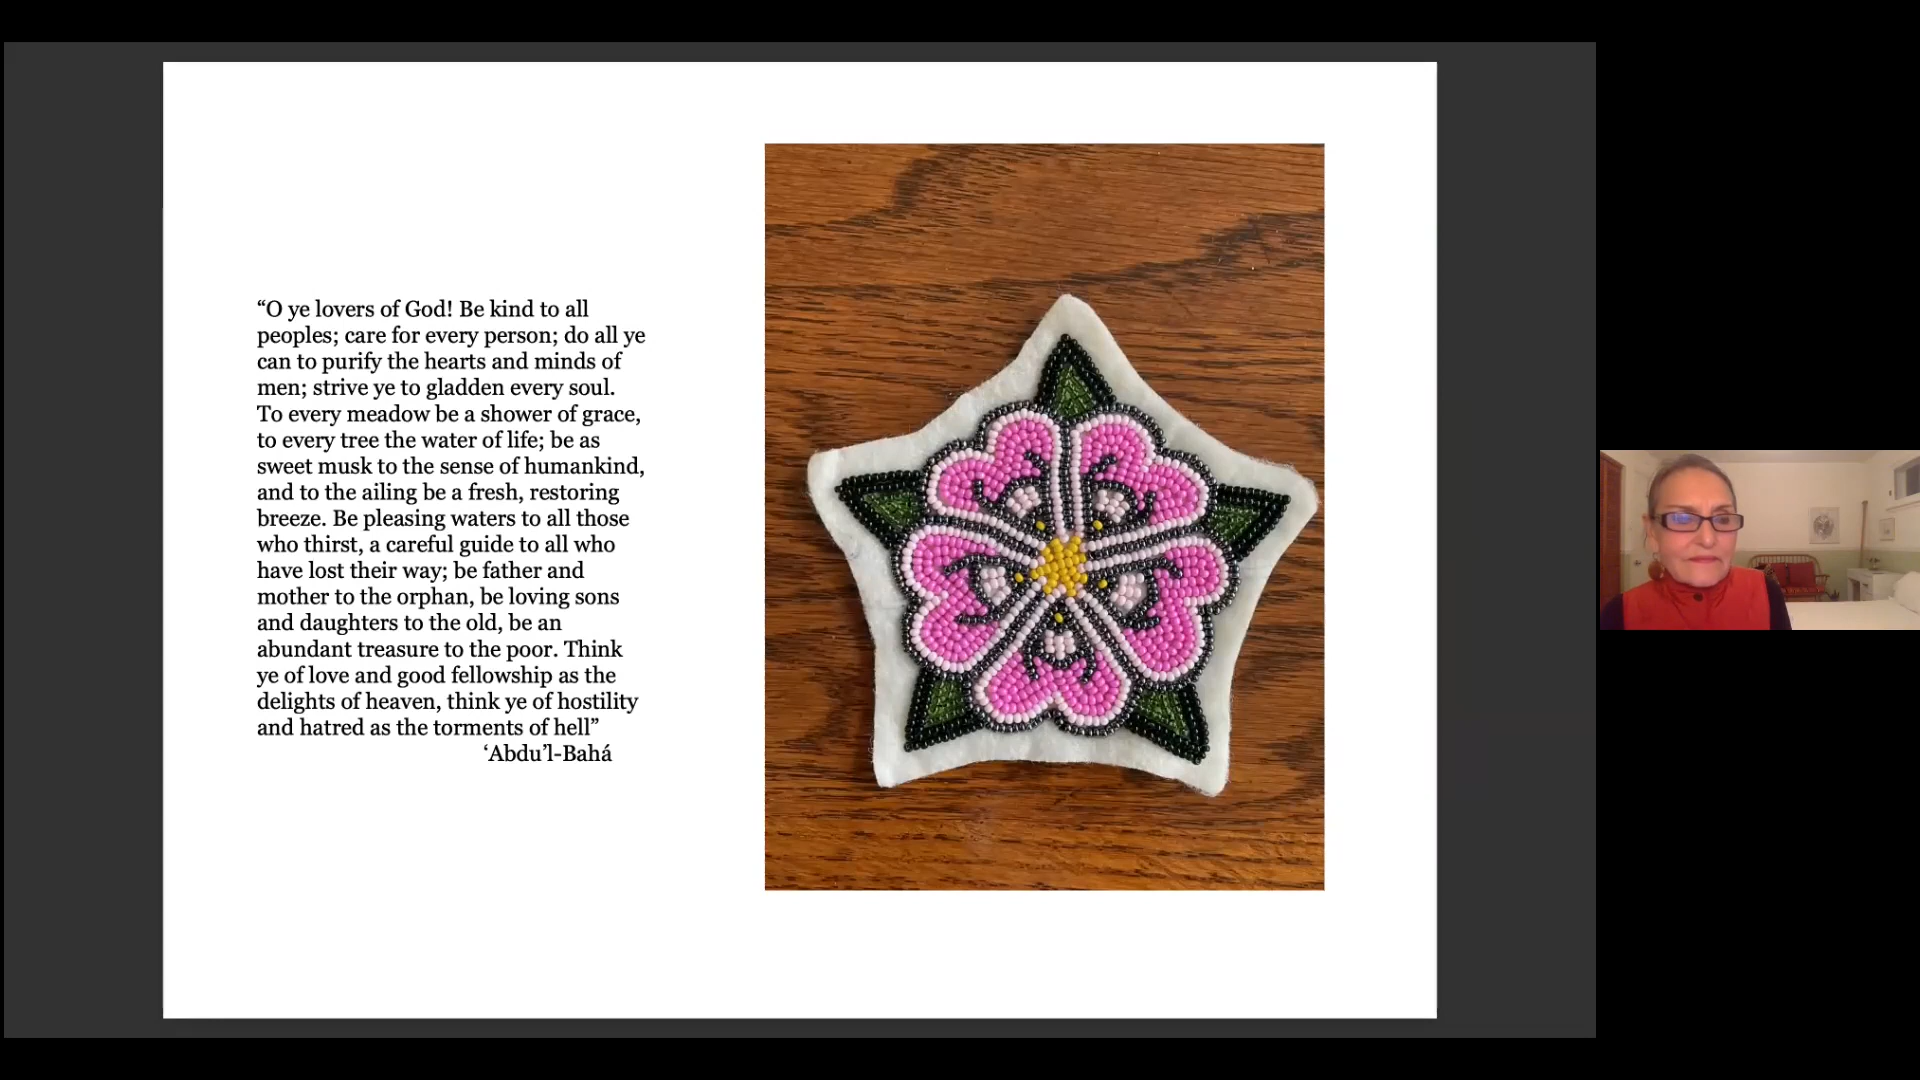 “O ye lovers of God! Be kind to all
peoples; care for every person; do all ye
can to purify the hearts and minds of
men; strive ye to gladden every soul.
To every meadow be a shower of grace,
to every tree the water of life; be as
sweet musk to the sense of humankind,
and to the ailing be a fresh, restoring
breeze. Be pleasing waters to all those
who thirst, a careful guide to all who
have lost their way; be father and
mother to the orphan, be loving sons
and daughters to the old, be an
abundant treasure to the poor. Think
ye of love and good fellowship as the
delights of heaven, think ye of hostility
and hatred as the torments of hell”
‘Abdu’l-Bahá